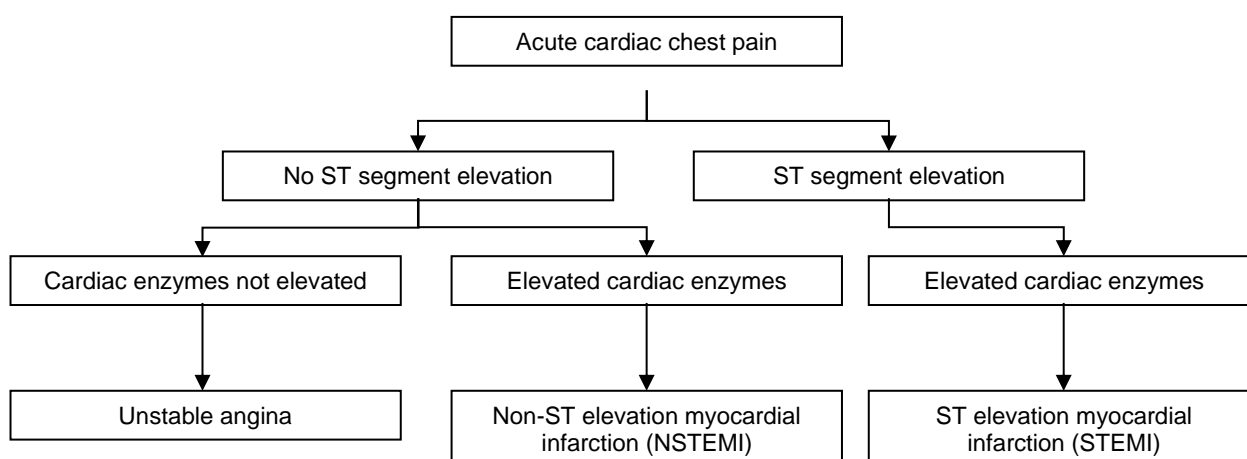 Acute cardiac chest pain
No ST segment elevation
ST segment elevation
Cardiac enzymes not elevated
Elevated cardiac enzymes
Elevated cardiac enzymes
Unstable angina
Non-ST elevation myocardial
infarction (NSTEMI)
ST elevation myocardial
infarction (STEMI)